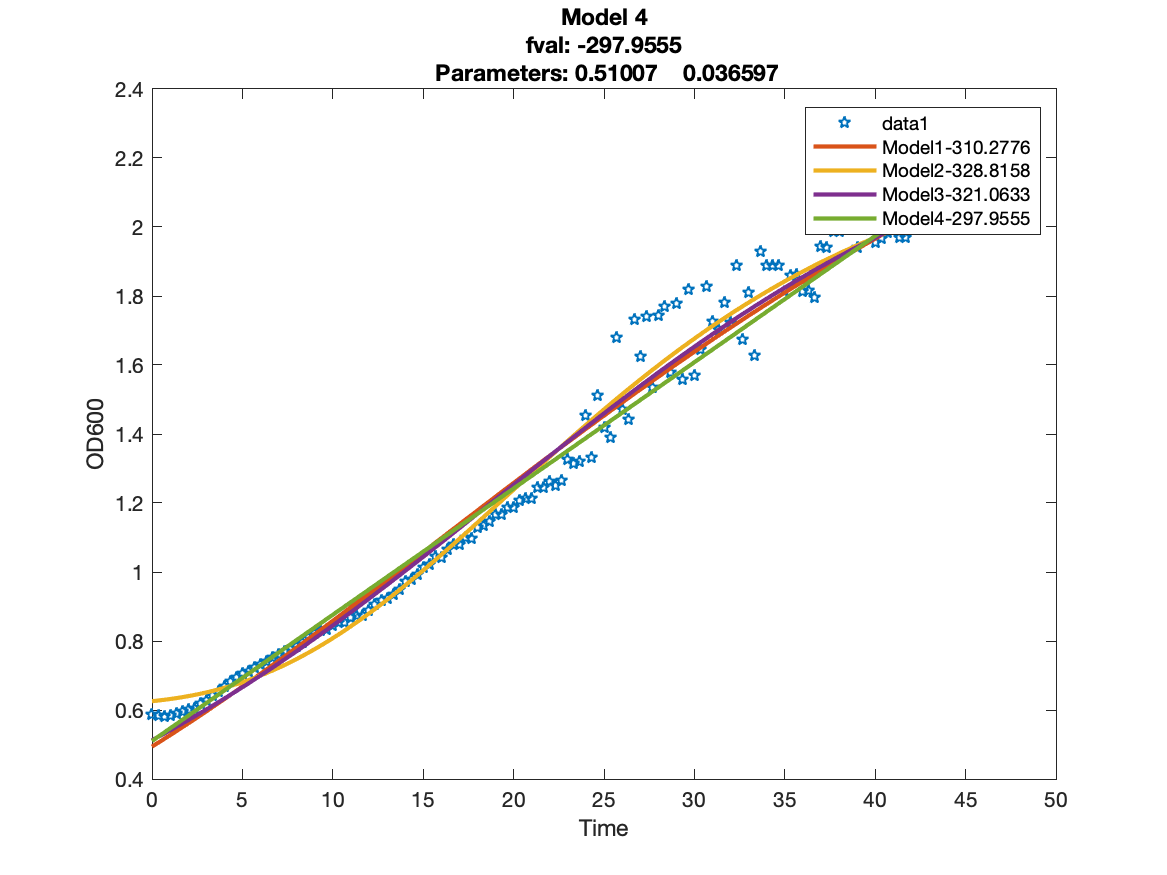 Model 4
fval: -297.9555
Parameters: 0.51007 0.036597
2.4
2.2
2
1.8
1.6
1.4
1.2
1
0.8
0.6
0.4
OD600
data1
Model1-310.2776
Model2-328.8158
Model3-321.0633
Model4-297.9555
0 5 10 15 20 25 30 35 40 45 50
Time